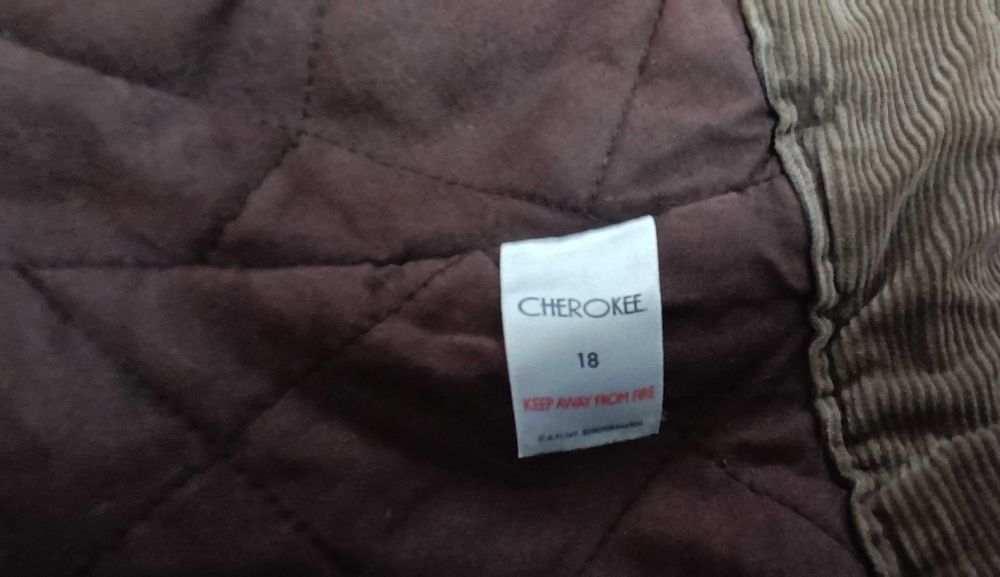 CHEROKEE
18
KEEP AWAY FROM FIRE